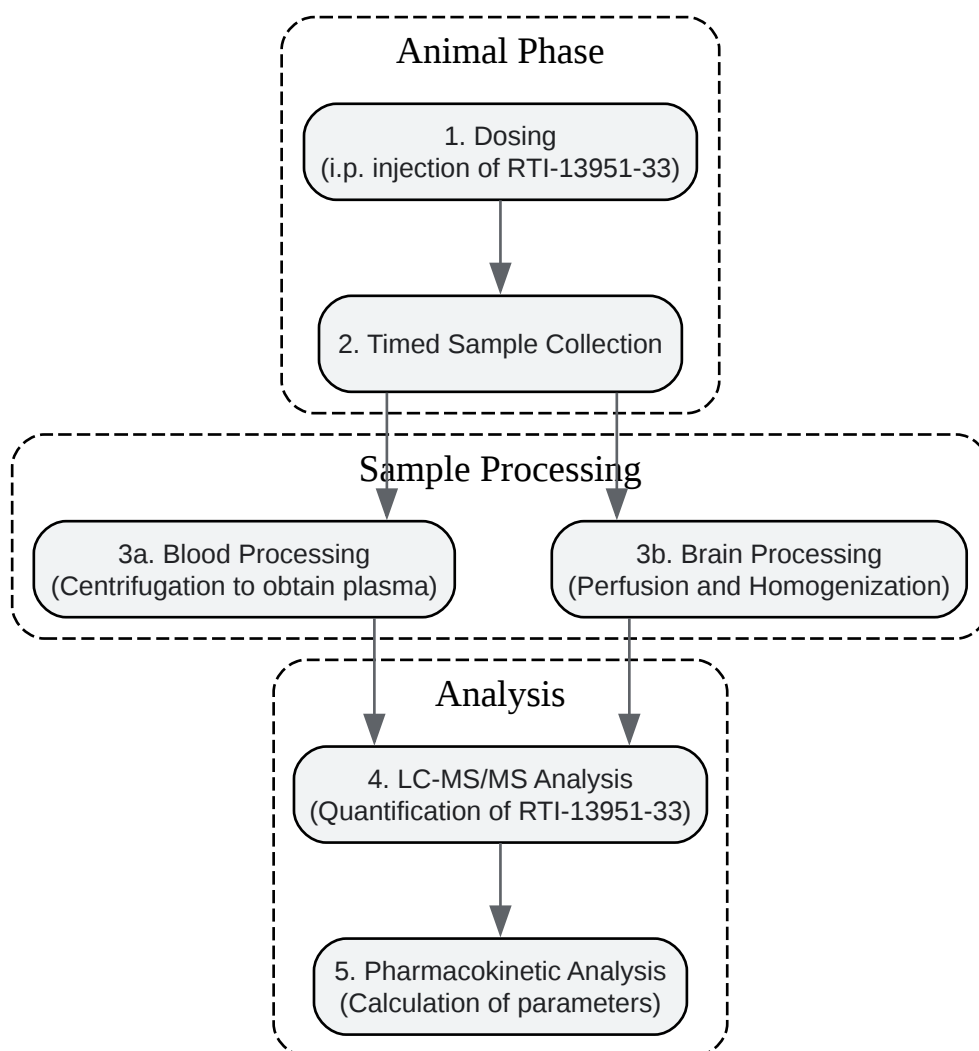 Animal Phase
1. Dosing
(i.p. injection of RTI-13951-33)
2. Timed Sample Collection
Sample Processing
3a. Blood Processing
(Centrifugation to obtain plasma)
3b. Brain Processing
(Perfusion and Homogenization)
Analysis
4. LC-MS/MS Analysis
(Quantification of RTI-13951-33)
5. Pharmacokinetic Analysis
(Calculation of parameters)